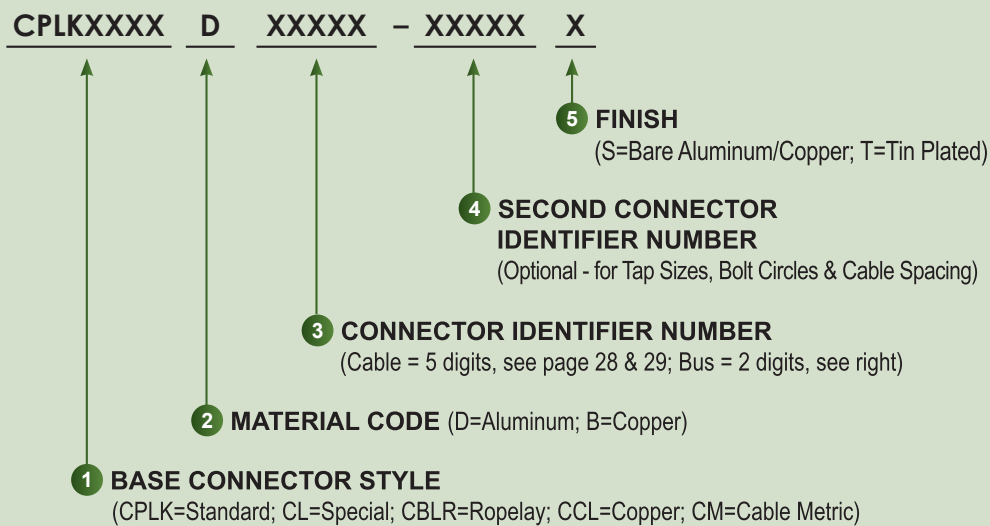 CPLKXXXX D XXXXX – XXXXX X
5 FINISH
(S=Bare Aluminum/Copper; T=Tin Plated)
4 SECOND CONNECTOR
IDENTIFIER NUMBER
(Optional - for Tap Sizes, Bolt Circles & Cable Spacing)
3 CONNECTOR IDENTIFIER NUMBER
(Cable = 5 digits, see page 28 & 29; Bus = 2 digits, see right)
2 MATERIAL CODE (D=Aluminum; B=Copper)
1 BASE CONNECTOR STYLE
(CPLK=Standard; CL=Special; CBLR=Ropelay; CCL=Copper; CM=Cable Metric)